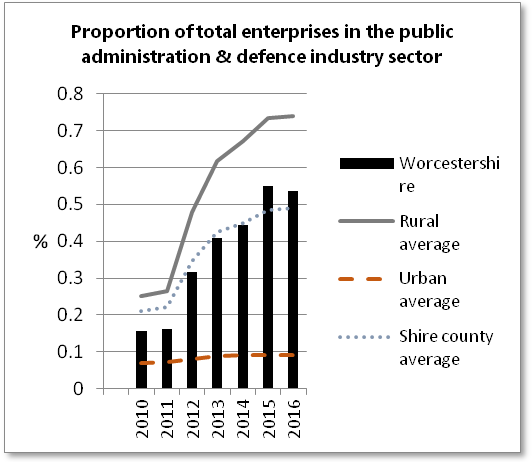 Proportion of total enterprises in the public
administration & defence industry sector
0.8
0.7
0.6
0.5
0.4
0.3
0.2
0.1
0
%
2010
2011
2012
2013
2014
2015
2016
Worcestershi
re
Rural
average
Urban
average
Shire county
average